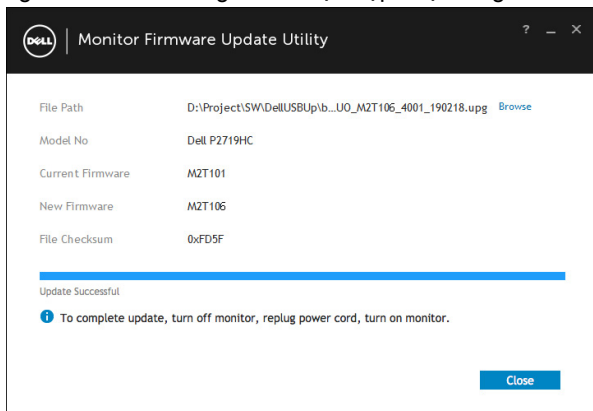 DELL | Monitor Firmware Update Utility ? _ ×
File Path D:\Project\SW\DellUSBUp\b...UO_M2T106_4001_190218.upg Browse
Model No Dell P2719HC
Current Firmware M2T101
New Firmware M2T106
File Checksum 0xFD5F
Update Successful
To complete update, turn off monitor, replug power cord, turn on monitor.
Close